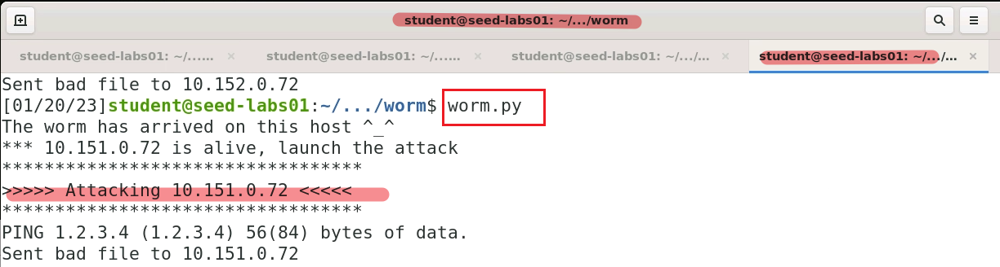 student@seed-labs01: ~/.../worm
student@seed-labs01: ~/...… × student@seed-labs01: ~/...… × student@seed-labs01: ~/.../… × student@seed-labs01: ~/.../… ×
Sent bad file to 10.152.0.72
[01/20/23]student@seed-labs01:~/.../worm$ worm.py
The worm has arrived on this host ^_^
*** 10.151.0.72 is alive, launch the attack
**********************************
>>>>> Attacking 10.151.0.72 <<<<<
**********************************
PING 1.2.3.4 (1.2.3.4) 56(84) bytes of data.
Sent bad file to 10.151.0.72